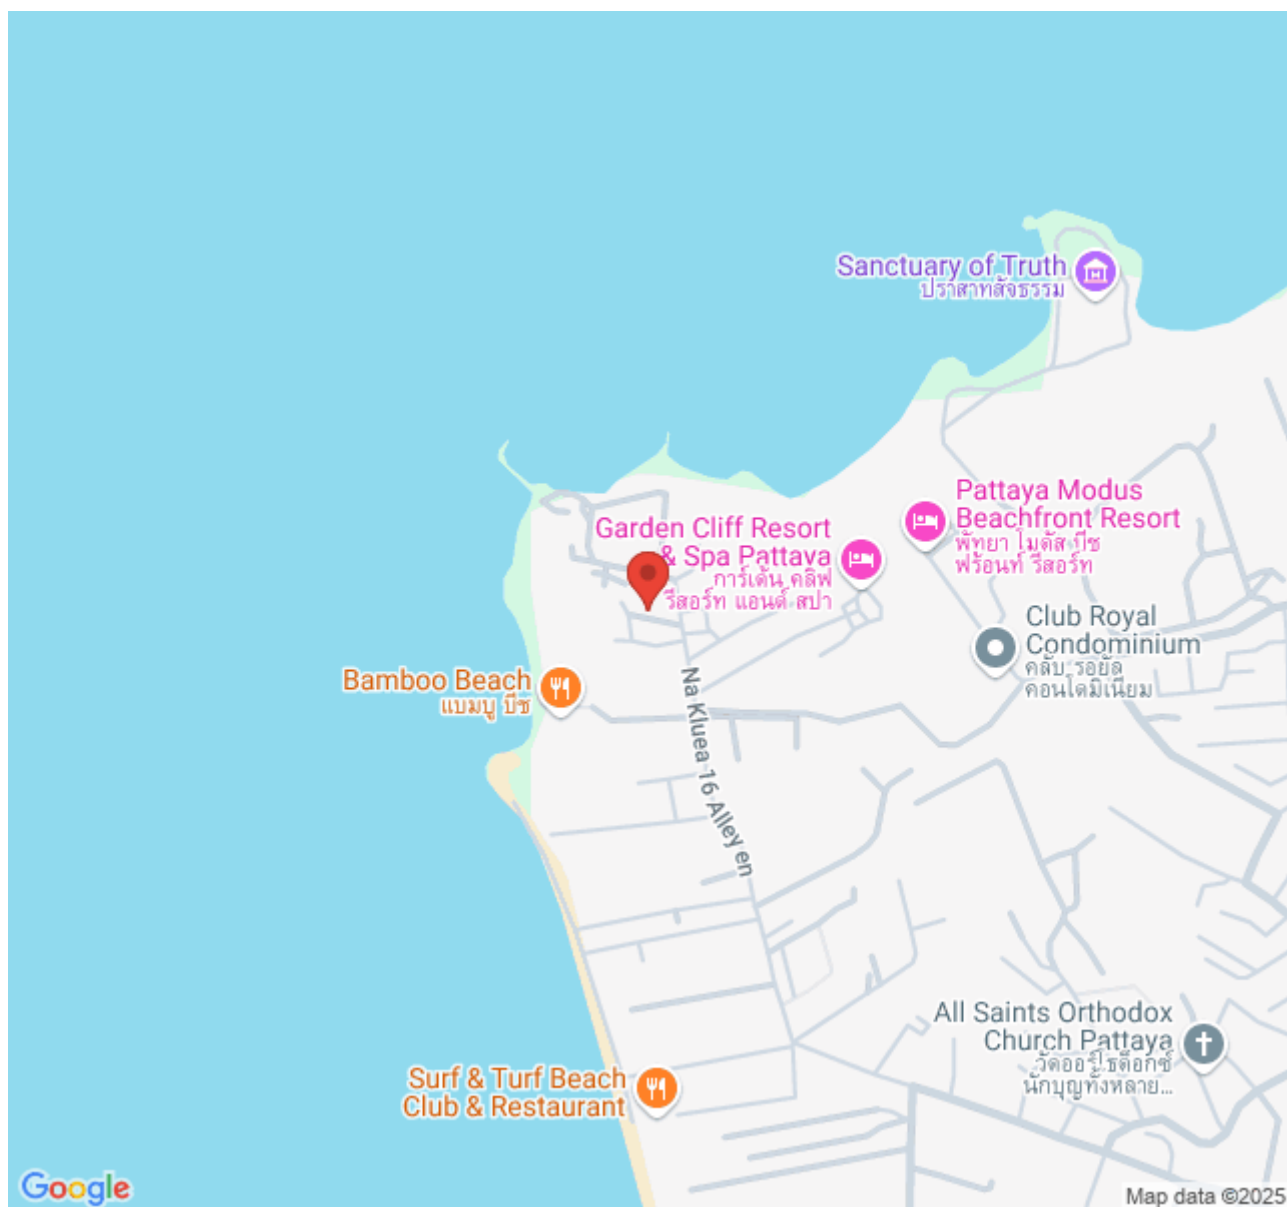 Sanctuary of Truth
ปราสาทสัจธรรม
Pattaya Modus
Beachfront Resort
พัทยา โมดัส บีช
ฟร้อนท์ รีสอร์ท
Garden Cliff Resort
& Spa Pattaya
การ์เด้น คลิฟ
รีสอร์ท แอนด์ สปา
Club Royal
Condominium
คลับ รอยัล
คอนโดมิเนียม
Bamboo Beach
แบมบู บีช
Na Kluea 16 Alley en
All Saints Orthodox
Church Pattaya
วัดออร์โธด็อกซ์
นักบุญทั้งหลาย...
Surf & Turf Beach
Club & Restaurant
Google
Map data ©2025